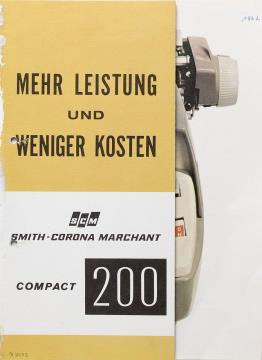 MEHR LEISTUNG
UND
WENIGER KOSTEN
SCM
SMITH-CORONA MARCHANT
COMPACT 200